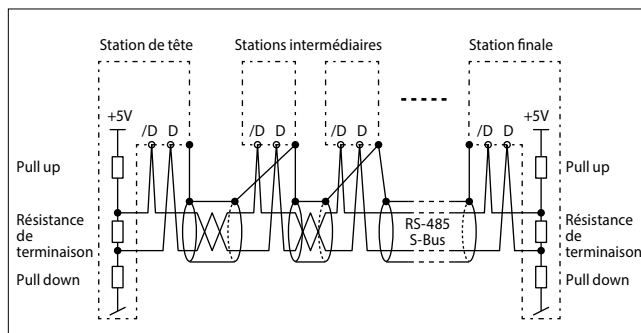 Station de tête
Stations intermédiaires
Station finale
+5V
/D D
/D D
/D D
/D D
+5V
Pull up
Pull up
Résistance
de
terminaison
RS-485
S-Bus
Résistance
de
terminaison
Pull down
Pull down